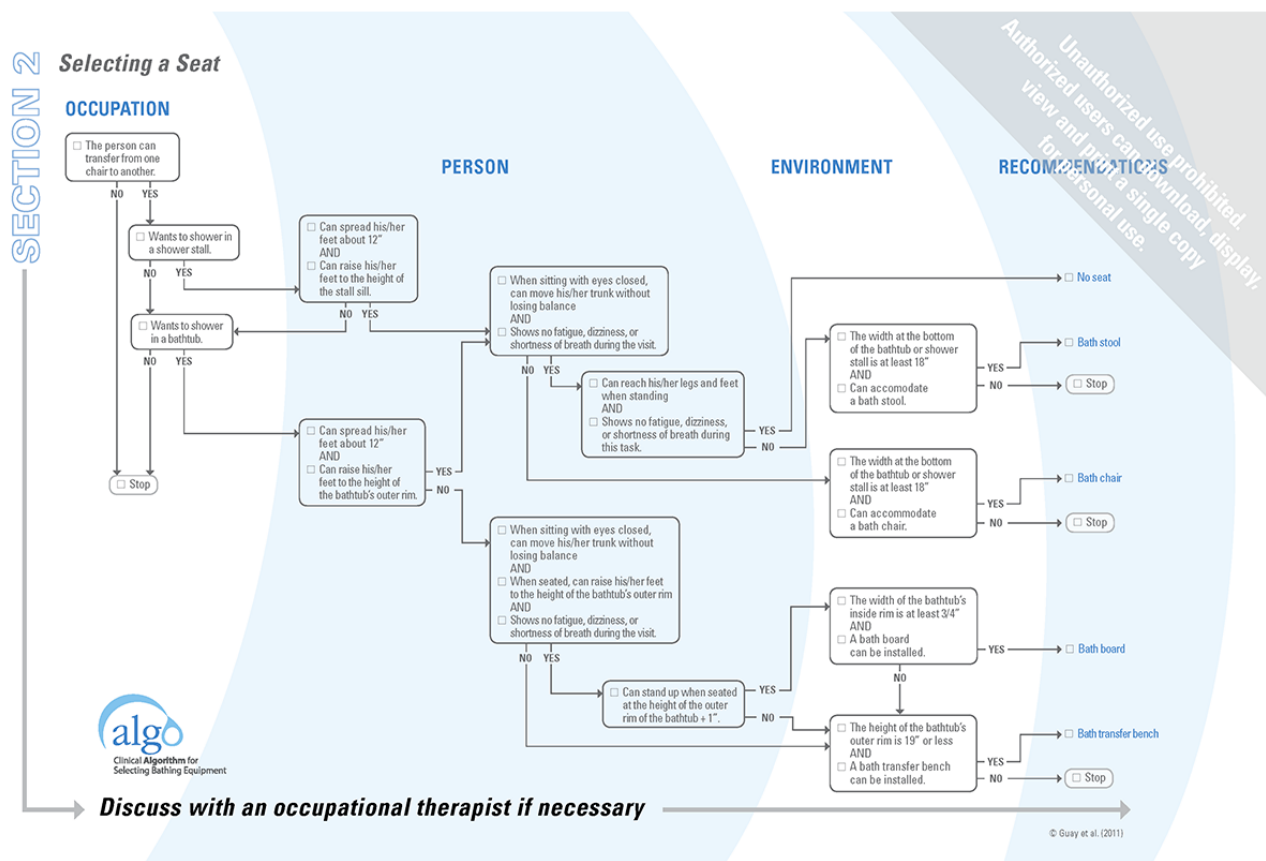 SECTION 2
Selecting a Seat
OCCUPATION
PERSON
ENVIRONMENT
RECOMMENDATIONS
Unauthorized use prohibited.
Authorized users can download, display,
view and print a single copy
for personal use.
The person can
transfer from one
chair to another.
NO YES
Wants to shower in
a shower stall.
NO YES
Wants to shower
in a bathtub.
NO YES
Stop
Can spread his/her
feet about 12"
AND
Can raise his/her
feet to the height of
the stall sill.
NO YES
Can spread his/her
feet about 12"
AND
Can raise his/her
feet to the height of
the bathtub's outer rim.
YES
NO
When sitting with eyes closed,
can move his/her trunk without
losing balance
AND
Shows no fatigue, dizziness, or
shortness of breath during the visit.
NO YES
Can reach his/her legs and feet
when standing
AND
Shows no fatigue, dizziness,
or shortness of breath during
this task.
YES
NO
When sitting with eyes closed,
can move his/her trunk without
losing balance
AND
When seated, can raise his/her feet
to the height of the bathtub's outer rim
AND
Shows no fatigue, dizziness, or
shortness of breath during the visit.
NO YES
Can stand up when seated
at the height of the outer
rim of the bathtub + 1".
YES
NO
The width at the bottom
of the bathtub or shower
stall is at least 18"
AND
Can accomodate
a bath stool.
YES
NO
The width at the bottom
of the bathtub or shower
stall is at least 18"
AND
Can accommodate
a bath chair.
YES
NO
The width of the bathtub's
inside rim is at least 3/4"
AND
A bath board
can be installed.
YES
NO
The height of the bathtub's
outer rim is 19" or less
AND
A bath transfer bench
can be installed.
YES
NO
No seat
Bath stool
Stop
Bath chair
Stop
Bath board
Bath transfer bench
Stop
algo
Clinical Algorithm for
Selecting Bathing Equipment
Discuss with an occupational therapist if necessary
© Guay et al. (2011)